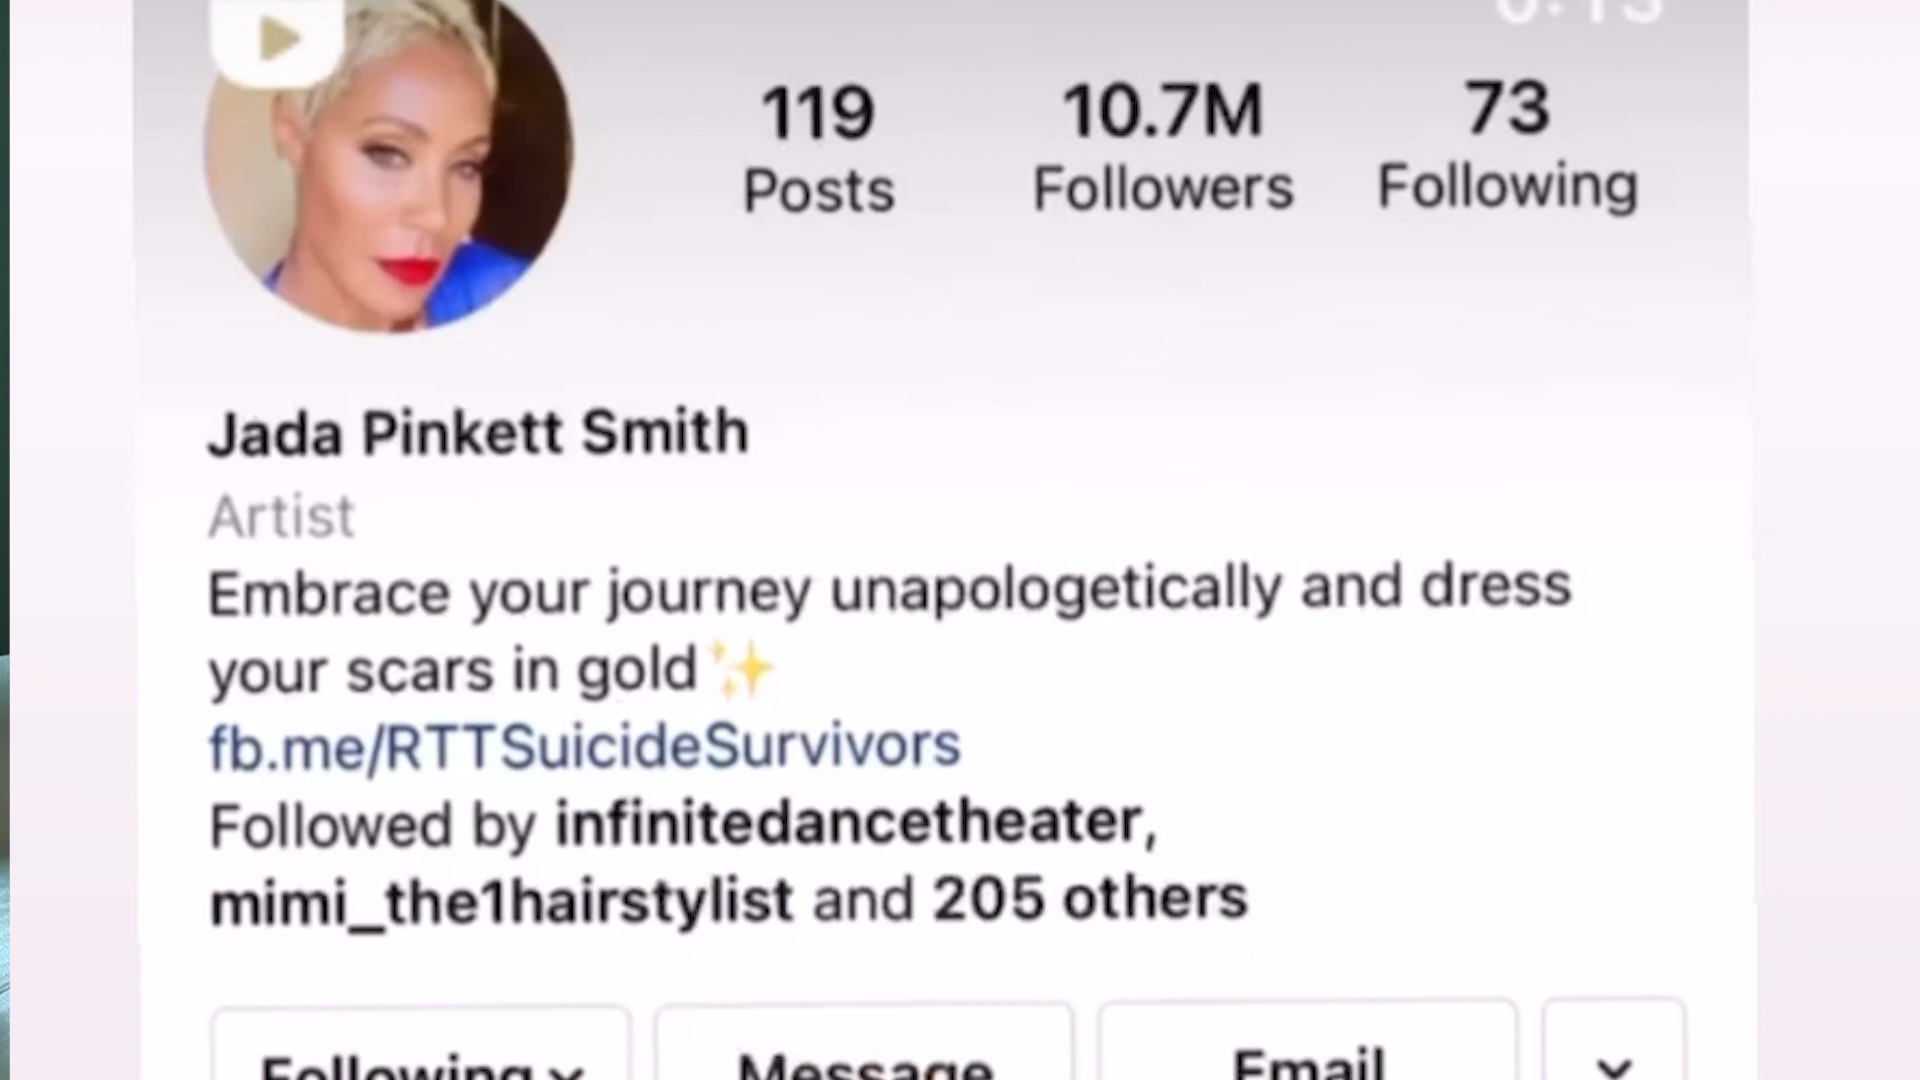 119 10.7M 73
Posts Followers Following
Jada Pinkett Smith
Artist
Embrace your journey unapologetically and dress
your scars in gold✨
fb.me/RTTSuicideSurvivors
Followed by infinitedancetheater,
mimi_the1hairstylist and 205 others
Following Message Email